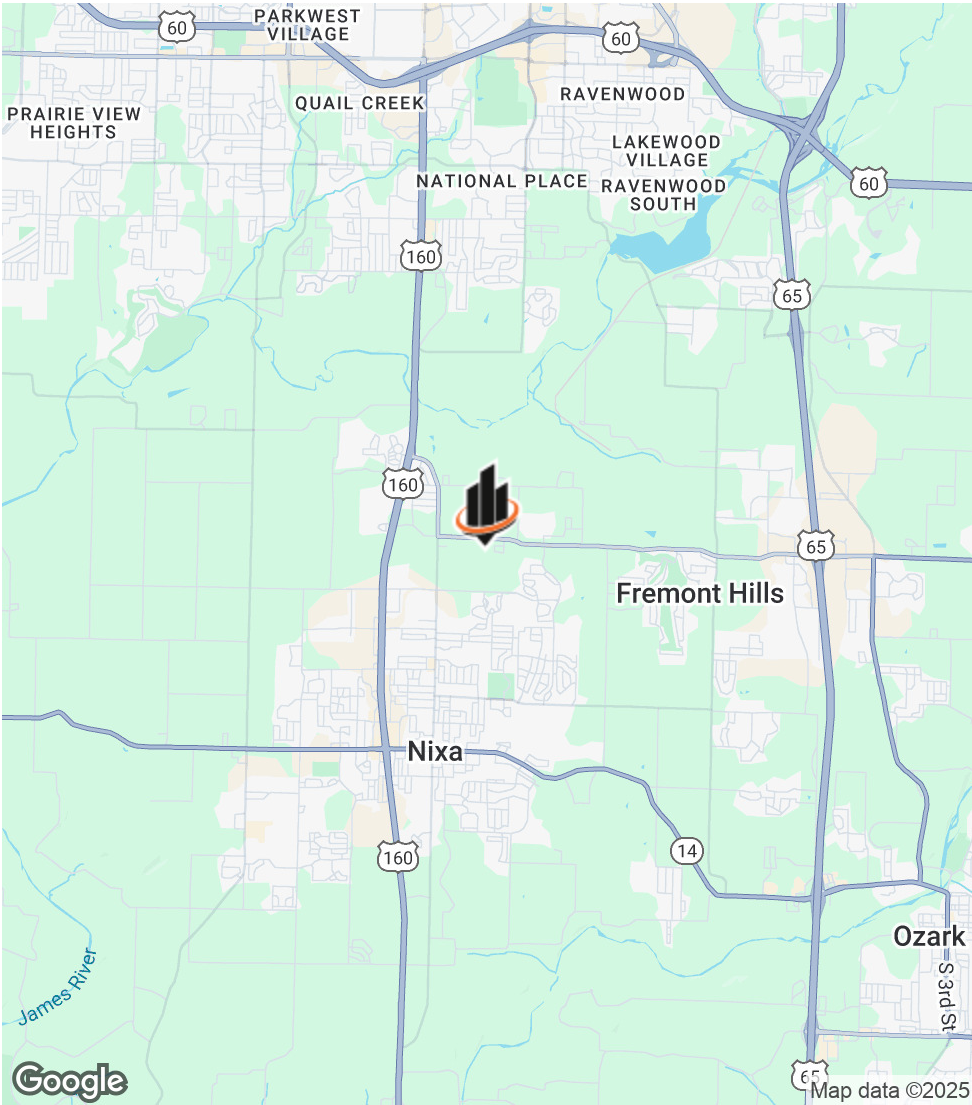 PARKWEST
VILLAGE
60
60
QUAIL CREEK
RAVENWOOD
PRAIRIE VIEW
HEIGHTS
LAKEWOOD
VILLAGE
NATIONAL PLACE
RAVENWOOD
SOUTH
60
160
65
160
65
Fremont Hills
Nixa
14
160
Ozark
S 3rd St
James River
65
Google
Map data ©2025